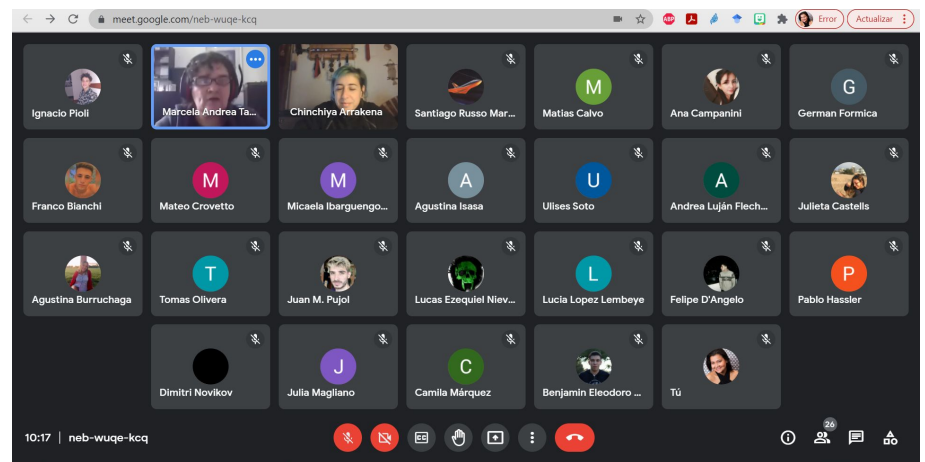 meet.google.com/neb-wuqe-kcq
ABP
Error
Actualizar
Ignacio Pioli
Marcela Andrea Ta...
Chinchiya Arrakena
Santiago Russo Mar...
M
Matias Calvo
Ana Campanini
G
German Formica
Franco Bianchi
M
Mateo Crovetto
M
Micaela Ibarguengo...
A
Agustina Isasa
U
Ulises Soto
A
Andrea Luján Flech...
Julieta Castells
Agustina Burruchaga
T
Tomas Olivera
Juan M. Pujol
Lucas Ezequiel Niev...
L
Lucia Lopez Lembeye
Felipe D'Angelo
P
Pablo Hassler
Dimitri Novikov
J
Julia Magliano
C
Camila Márquez
Benjamin Eleodoro ...
Tú
10:17 | neb-wuqe-kcq
CC
26